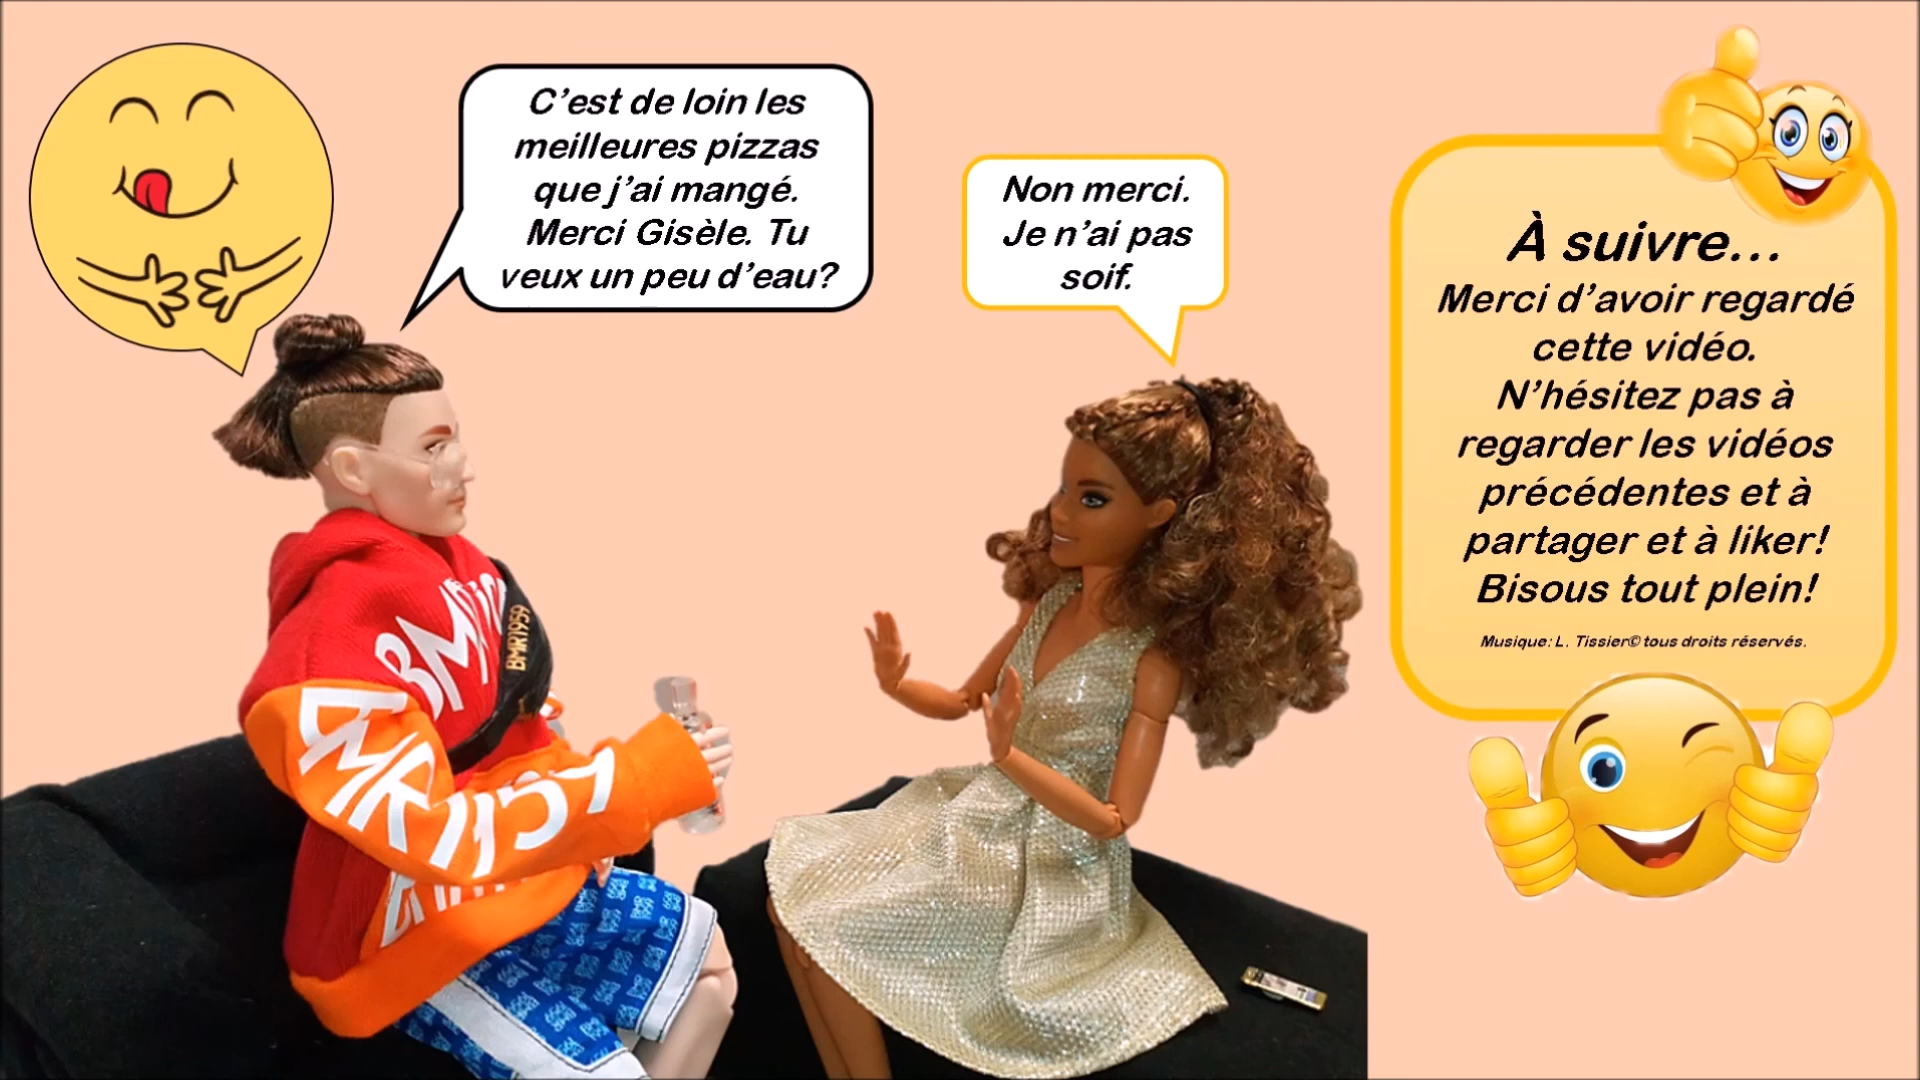 C'est de loin les
meilleures pizzas
que j'ai mangé.
Merci Gisèle. Tu
veux un peu d'eau?
Non merci.
Je n'ai pas
soif.
À suivre...
Merci d'avoir regardé
cette vidéo.
N'hésitez pas à
regarder les vidéos
précédentes et à
partager et à liker!
Bisous tout plein!
Musique: L. Tissier© tous droits réservés.
BMR1959